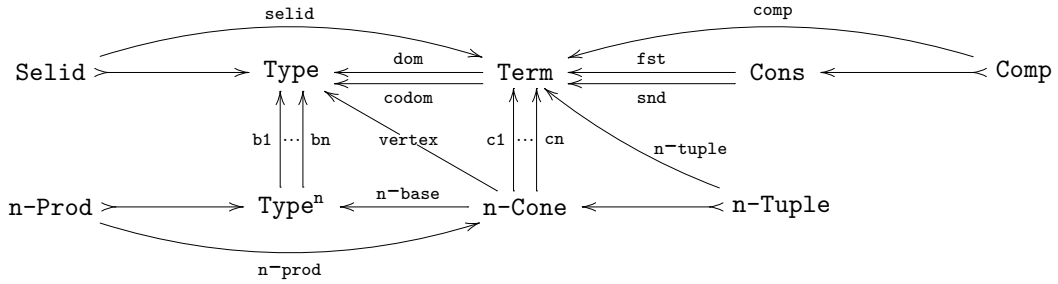 selid
comp
Selid Type dom Term fst Cons Comp
codom snd
b1 ... bn vertex c1 ... cn n-tuple
n-Prod Typeⁿ n-base n-Cone n-Tuple
n-prod